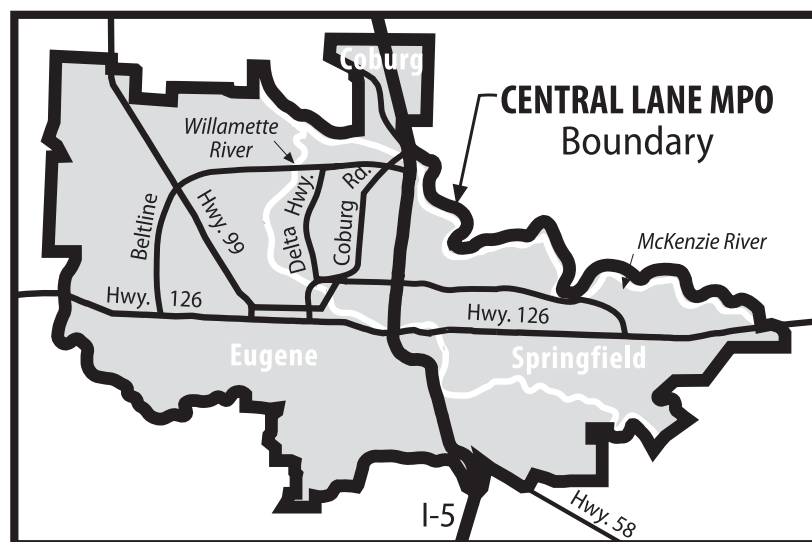 Coburg
CENTRAL LANE MPO
Boundary
Willamette
River
Beltline
Hwy. 99
Delta Hwy.
Coburg Rd.
McKenzie River
Hwy. 126
Hwy. 126
Eugene
Springfield
I-5
Hwy. 58